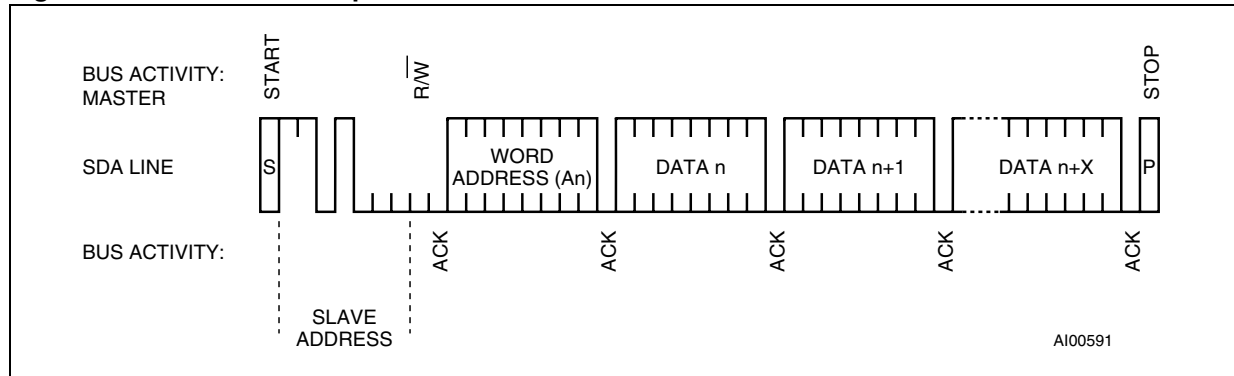 BUS ACTIVITY:
MASTER
START
R/W
STOP
SDA LINE
S
WORD
ADDRESS (An)
DATA n
DATA n+1
DATA n+X
P
BUS ACTIVITY:
ACK
ACK
ACK
ACK
ACK
SLAVE
ADDRESS
AI00591